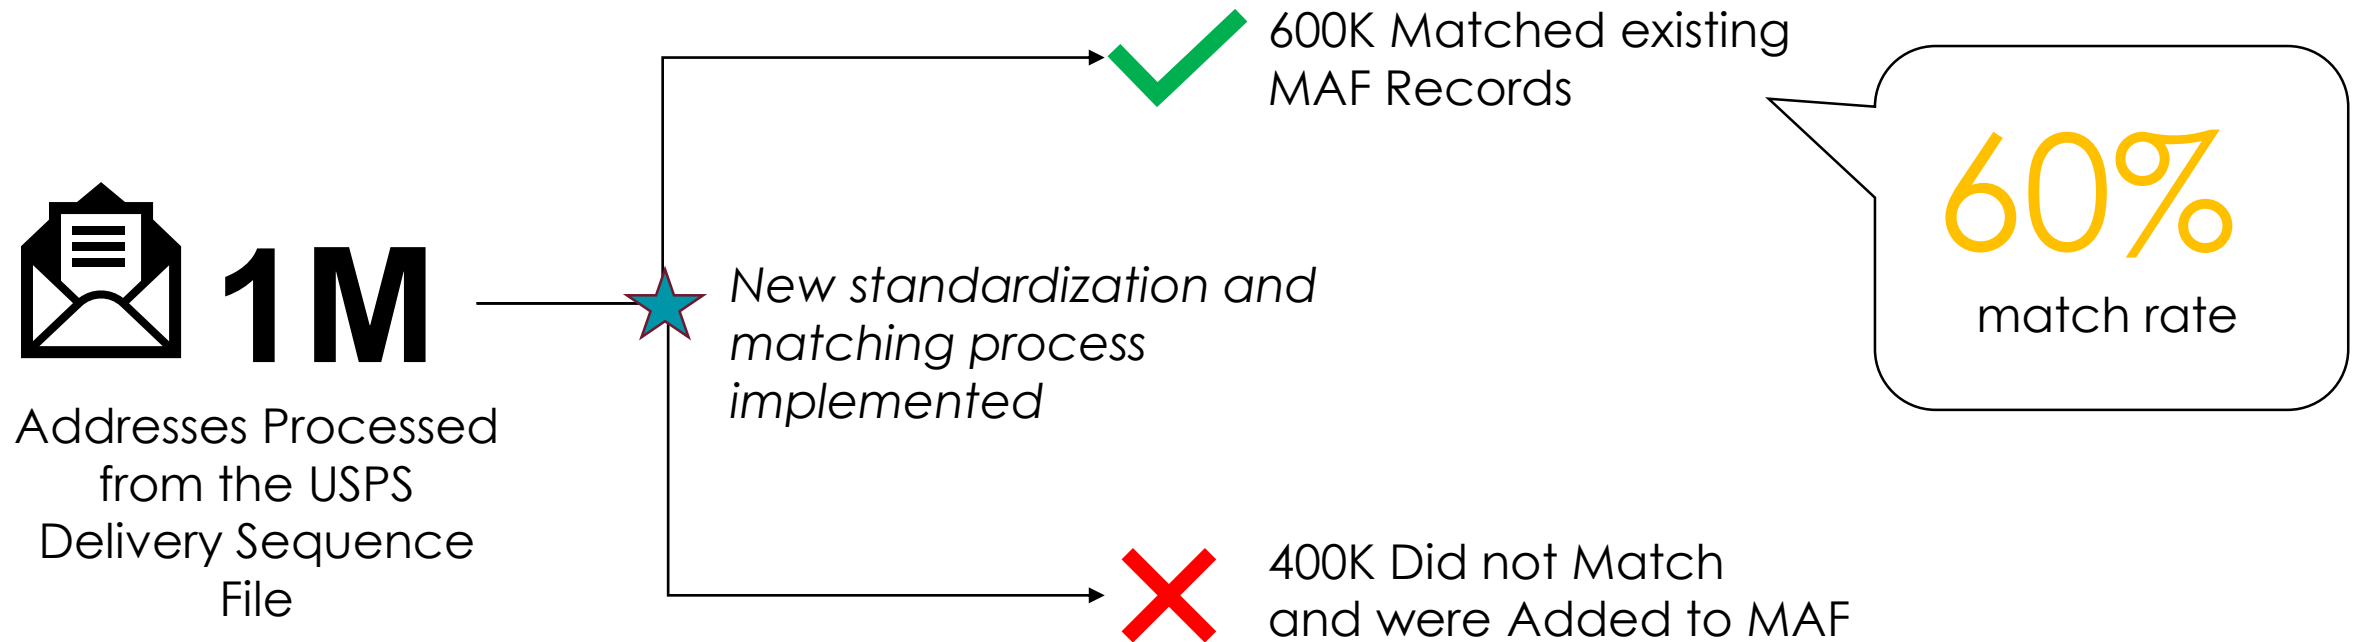 1M
Addresses Processed
from the USPS
Delivery Sequence
File
New standardization and
matching process
implemented
600K Matched existing
MAF Records
60%
match rate
400K Did not Match
and were Added to MAF